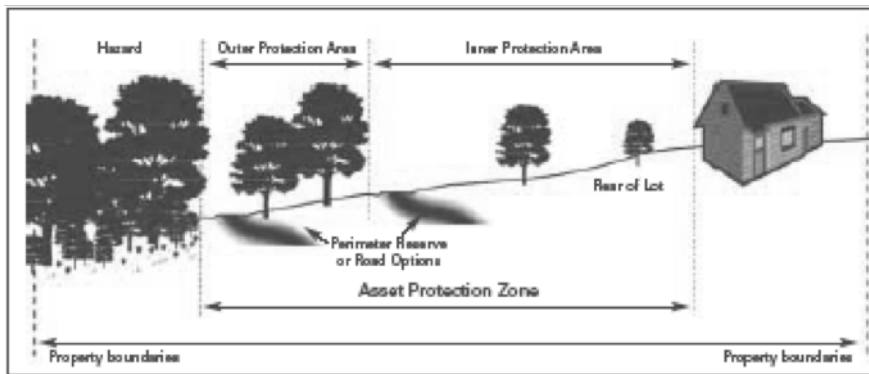 Hazard
Outer Protection Area
Inner Protection Area
Rear of Lot
Perimeter Reserve
or Road Options
Asset Protection Zone
Property boundaries
Property boundaries